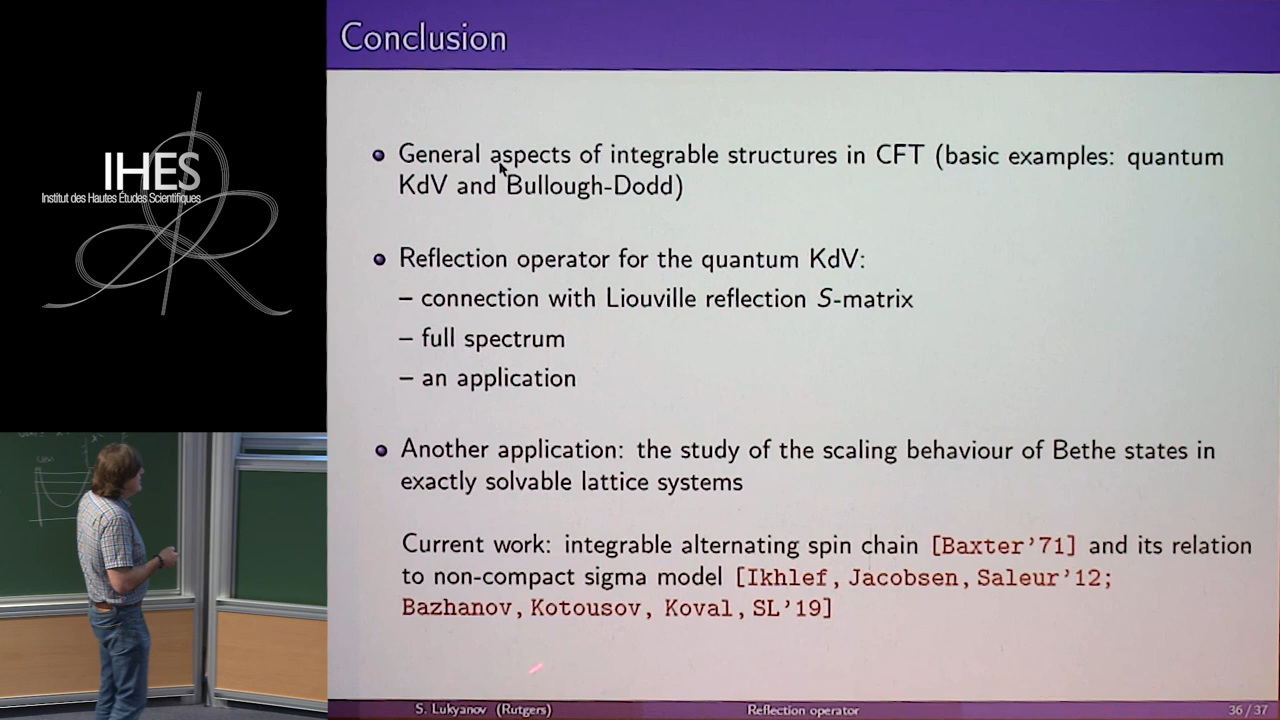 Conclusion
IHES
Institut des Hautes Études Scientifiques
General aspects of integrable structures in CFT (basic examples: quantum
KdV and Bullough-Dodd)
Reflection operator for the quantum KdV:
– connection with Liouville reflection S-matrix
– full spectrum
– an application
Another application: the study of the scaling behaviour of Bethe states in
exactly solvable lattice systems
Current work: integrable alternating spin chain [Baxter'71] and its relation
to non-compact sigma model [Ikhlef, Jacobsen, Saleur'12;
Bazhanov, Kotousov, Koval, SL'19]
S. Lukyanov (Rutgers) Reflection operator 36 / 37